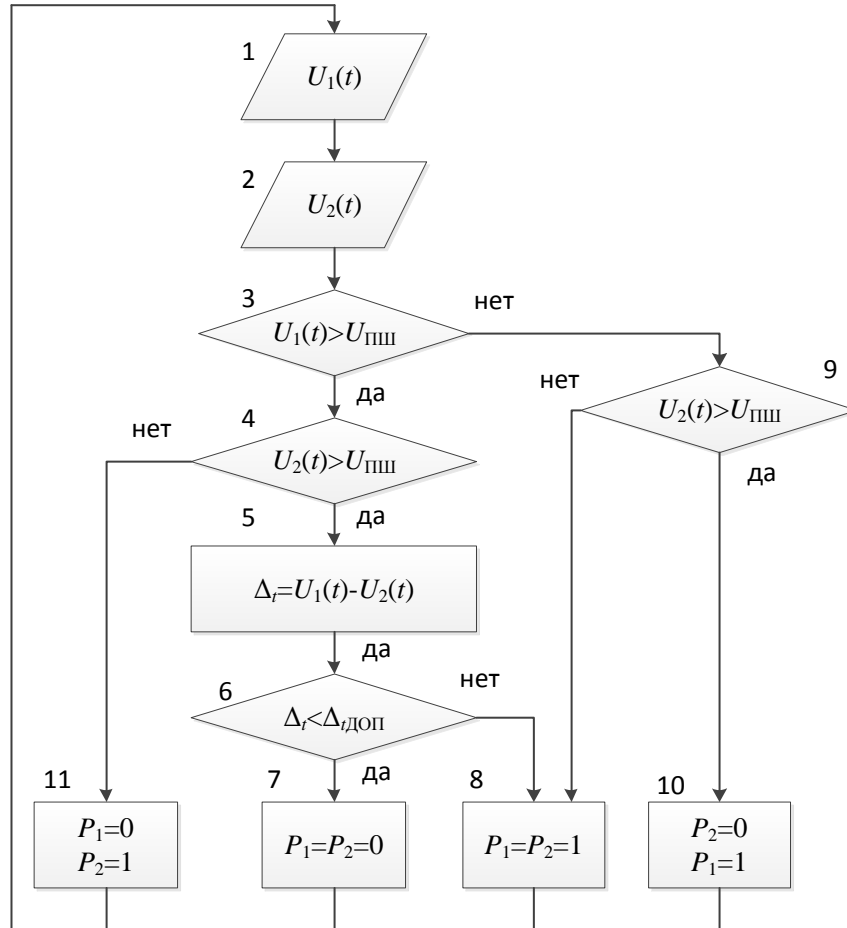 1
U₁(t)
2
U₂(t)
3
нет
U₁(t)>UПШ
9
да
нет
U₂(t)>UПШ
4
нет
U₂(t)>UПШ
да
5
да
Δt=U₁(t)-U₂(t)
да
6
нет
Δt<ΔtДОП
11
7
да
8
10
P₁=0
P₂=1
P₁=P₂=0
P₁=P₂=1
P₂=0
P₁=1